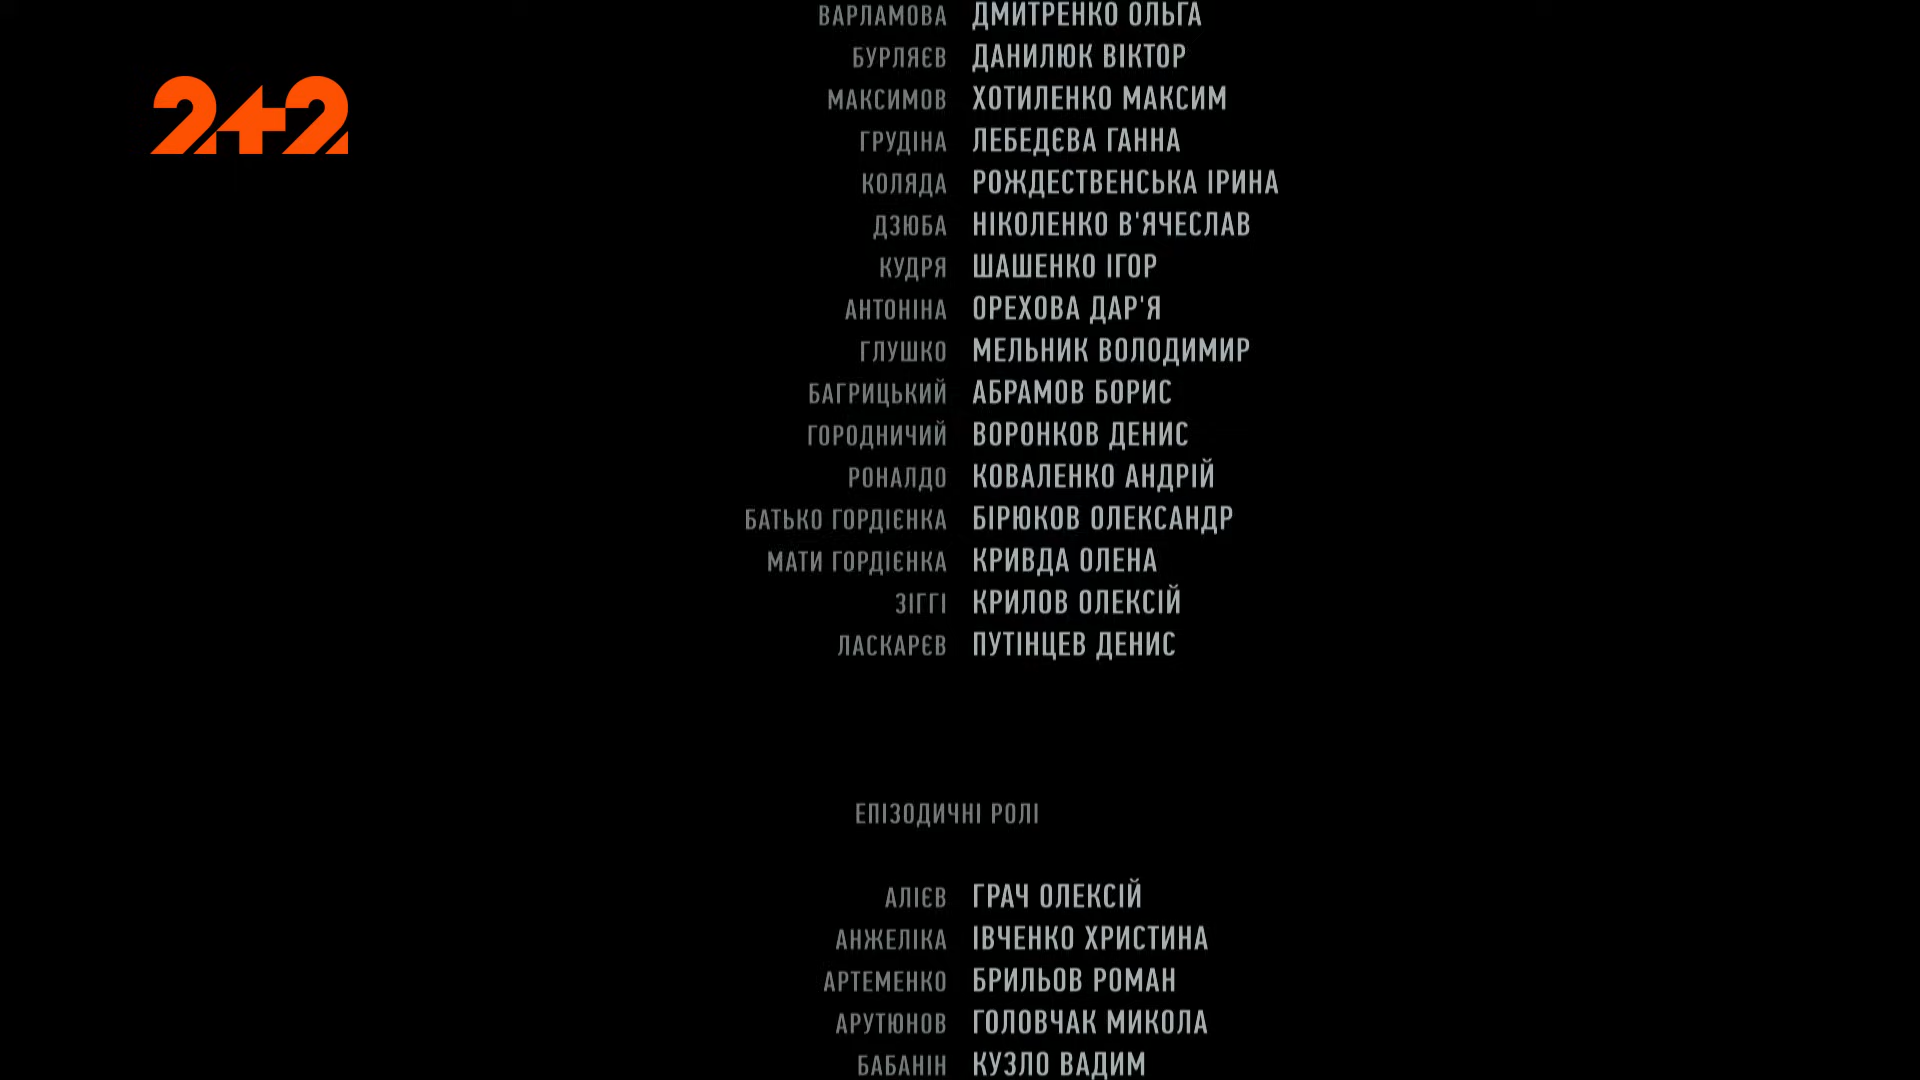 ВАРЛАМОВА ДМИТРЕНКО ОЛЬГА
БУРЛЯЄВ ДАНИЛЮК ВІКТОР
2+2
МАКСИМОВ ХОТИЛЕНКО МАКСИМ
ГРУДІНА ЛЕБЕДЄВА ГАННА
КОЛЯДА РОЖДЕСТВЕНСЬКА ІРИНА
ДЗЮБА НІКОЛЕНКО В'ЯЧЕСЛАВ
КУДРЯ ШАШЕНКО ІГОР
АНТОНІНА ОРЕХОВА ДАР'Я
ГЛУШКО МЕЛЬНИК ВОЛОДИМИР
БАГРИЦЬКИЙ АБРАМОВ БОРИС
ГОРОДНИЧИЙ ВОРОНКОВ ДЕНИС
РОНАЛДО КОВАЛЕНКО АНДРІЙ
БАТЬКО ГОРДІЄНКА БІРЮКОВ ОЛЕКСАНДР
МАТИ ГОРДІЄНКА КРИВДА ОЛЕНА
ЗІГГІ КРИЛОВ ОЛЕКСІЙ
ЛАСКАРЄВ ПУТІНЦЕВ ДЕНИС
ЕПІЗОДИЧНІ РОЛІ
АЛІЄВ ГРАЧ ОЛЕКСІЙ
АНЖЕЛІКА ІВЧЕНКО ХРИСТИНА
АРТЕМЕНКО БРИЛЬОВ РОМАН
АРУТЮНОВ ГОЛОВЧАК МИКОЛА
БАБАНІН КУЗЛО ВАДИМ